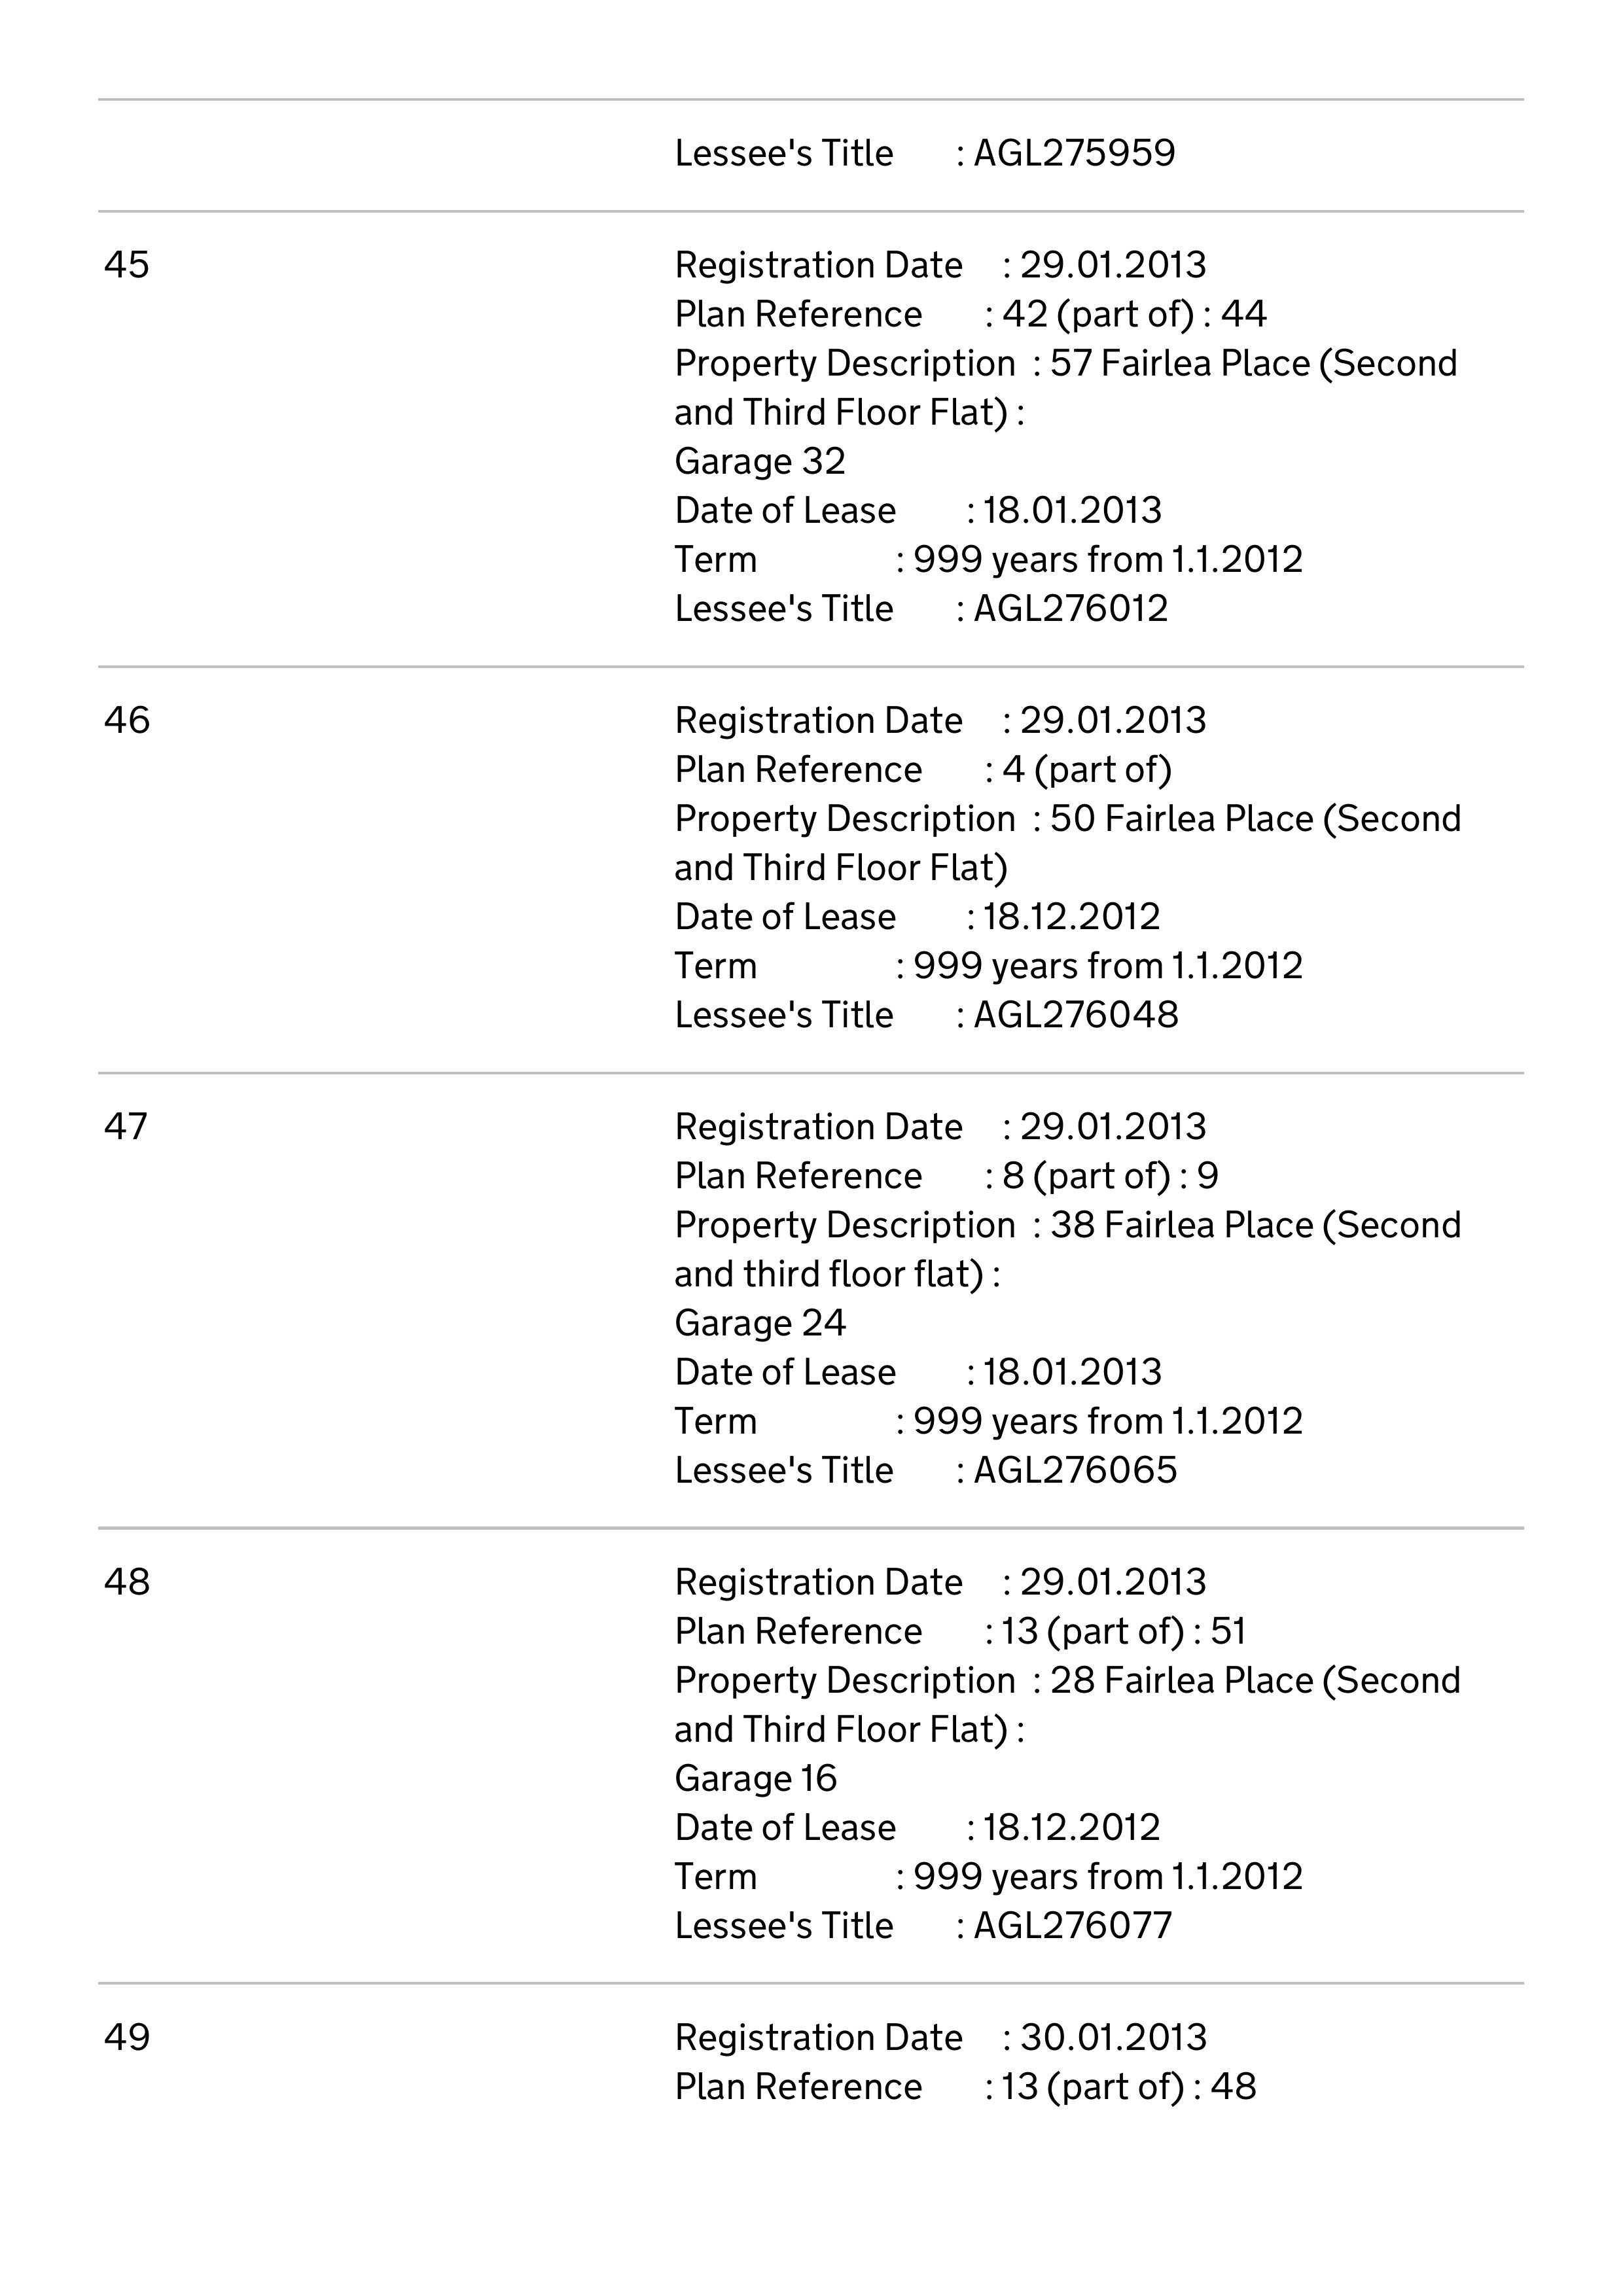 Lessee's Title : AGL275959
45
Registration Date : 29.01.2013
Plan Reference : 42 (part of) : 44
Property Description : 57 Fairlea Place (Second
and Third Floor Flat) :
Garage 32
Date of Lease : 18.01.2013
Term : 999 years from 1.1.2012
Lessee's Title : AGL276012
46
Registration Date : 29.01.2013
Plan Reference : 4 (part of)
Property Description : 50 Fairlea Place (Second
and Third Floor Flat)
Date of Lease : 18.12.2012
Term : 999 years from 1.1.2012
Lessee's Title : AGL276048
47
Registration Date : 29.01.2013
Plan Reference : 8 (part of) : 9
Property Description : 38 Fairlea Place (Second
and third floor flat) :
Garage 24
Date of Lease : 18.01.2013
Term : 999 years from 1.1.2012
Lessee's Title : AGL276065
48
Registration Date : 29.01.2013
Plan Reference : 13 (part of) : 51
Property Description : 28 Fairlea Place (Second
and Third Floor Flat) :
Garage 16
Date of Lease : 18.12.2012
Term : 999 years from 1.1.2012
Lessee's Title : AGL276077
49
Registration Date : 30.01.2013
Plan Reference : 13 (part of) : 48